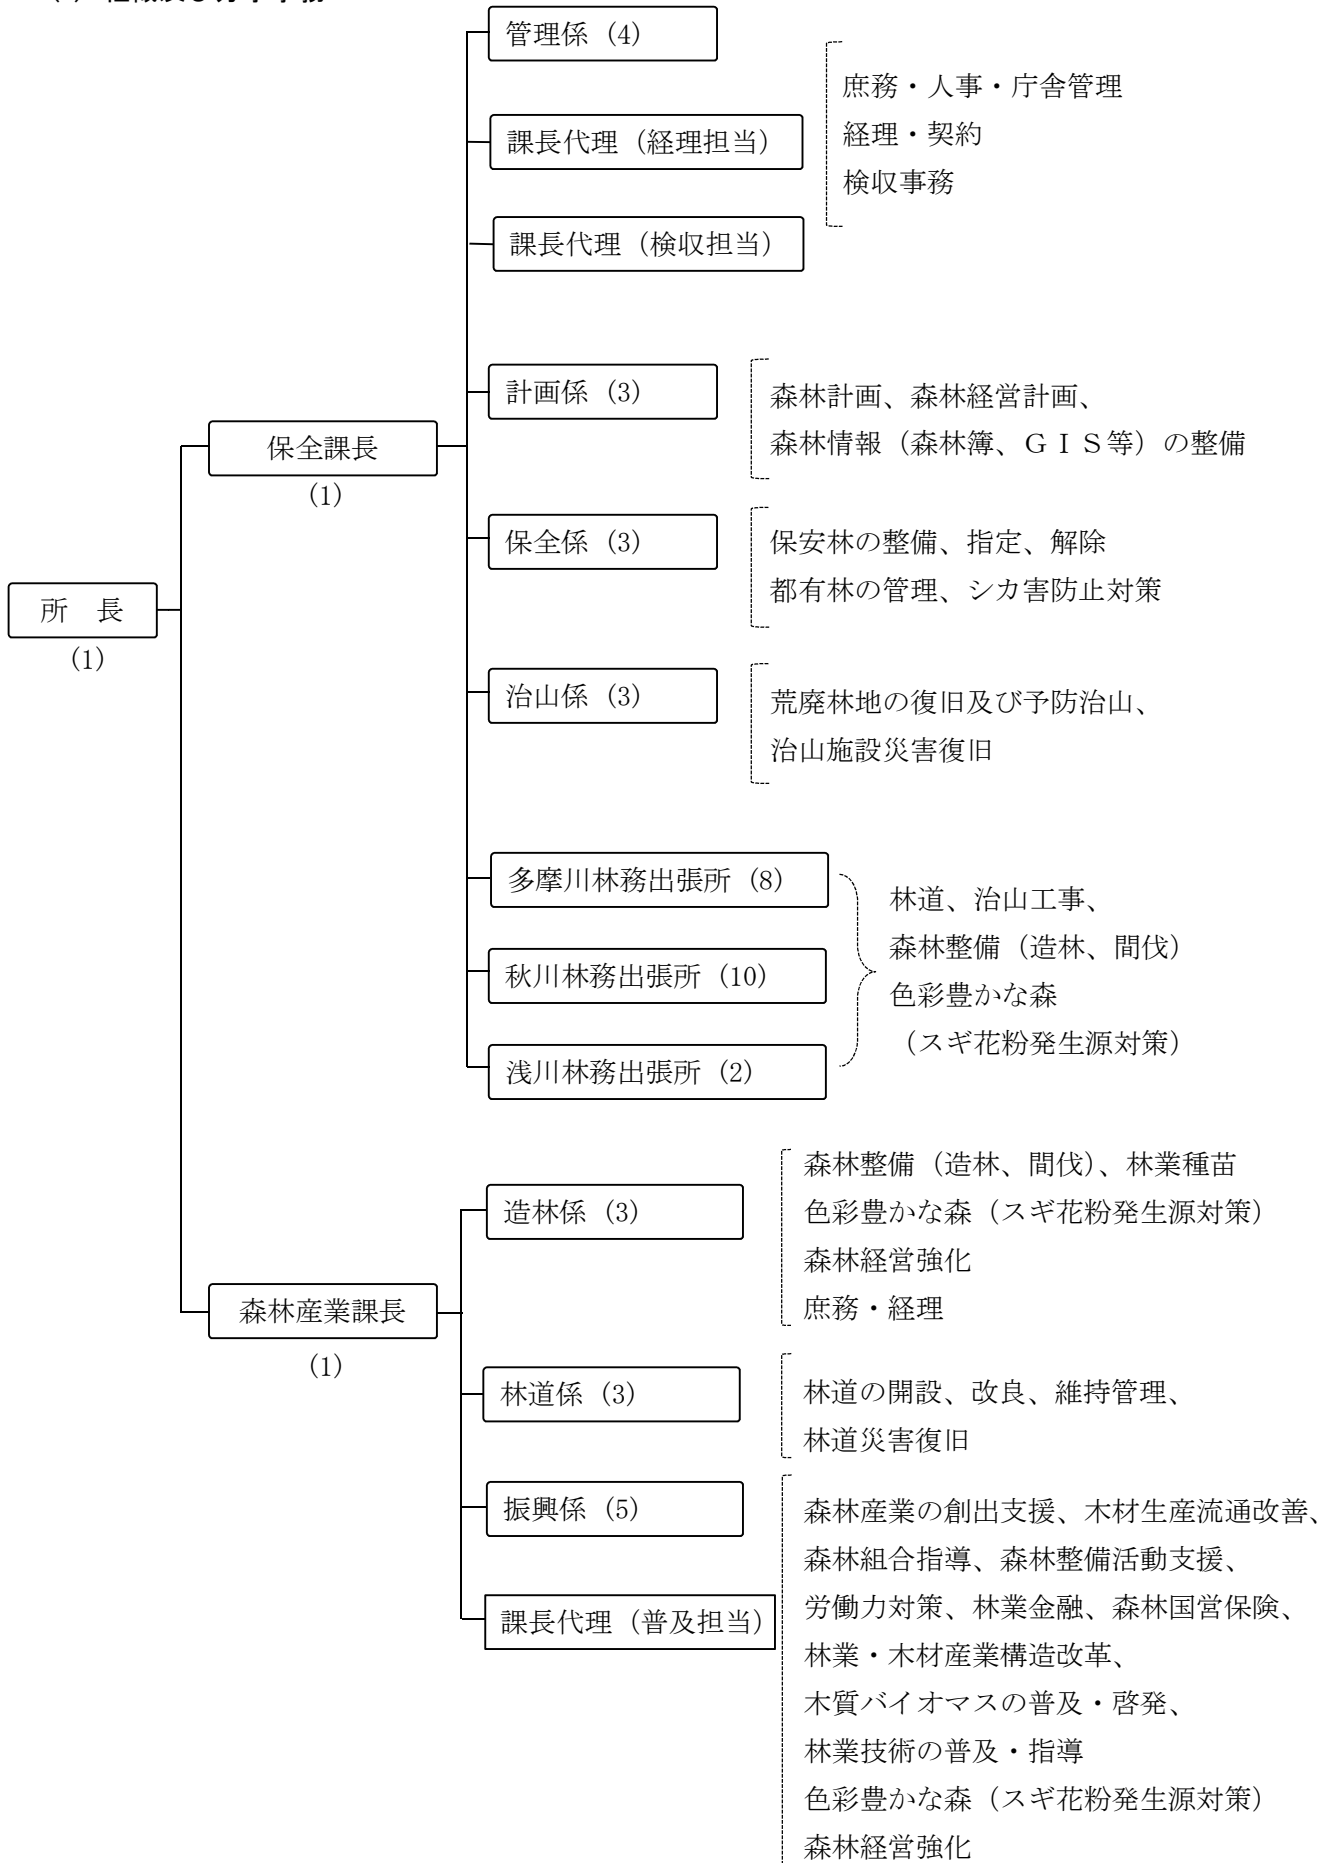 管理係（4）
庶務・人事・庁舎管理
経理・契約
検収事務
課長代理（経理担当）
課長代理（検収担当）
計画係（3）
森林計画、森林経営計画、
森林情報（森林簿、ＧＩＳ等）の整備
保全課長
（1）
保全係（3）
保安林の整備、指定、解除
都有林の管理、シカ害防止対策
所　長
（1）
治山係（3）
荒廃林地の復旧及び予防治山、
治山施設災害復旧
多摩川林務出張所（8）
秋川林務出張所（10）
浅川林務出張所（2）
林道、治山工事、
森林整備（造林、間伐）
色彩豊かな森
（スギ花粉発生源対策）
造林係（3）
森林整備（造林、間伐）、林業種苗
色彩豊かな森（スギ花粉発生源対策）
森林経営強化
庶務・経理
森林産業課長
（1）
林道係（3）
林道の開設、改良、維持管理、
林道災害復旧
振興係（5）
課長代理（普及担当）
森林産業の創出支援、木材生産流通改善、
森林組合指導、森林整備活動支援、
労働力対策、林業金融、森林国営保険、
林業・木材産業構造改革、
木質バイオマスの普及・啓発、
林業技術の普及・指導
色彩豊かな森（スギ花粉発生源対策）
森林経営強化